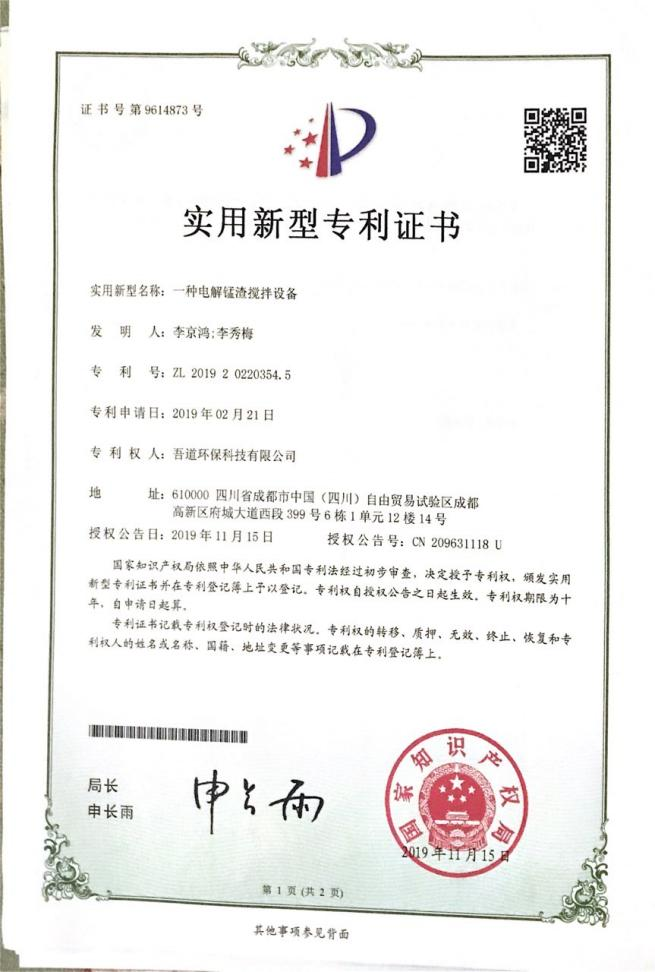 证书号第9614873号
实用新型专利证书
实用新型名称：一种电解锰渣搅拌设备
发明人：李京鸿;李秀梅
专利号：ZL 2019 2 0220354.5
专利申请日：2019年02月21日
专利权人：吾道环保科技有限公司
地址：610000 四川省成都市中国（四川）自由贸易试验区成都
高新区府城大道西段399号6栋1单元12楼14号
授权公告日：2019年11月15日 授权公告号：CN 209631118 U
国家知识产权局依照中华人民共和国专利法经过初步审查，决定授予专利权，颁发实用
新型专利证书并在专利登记簿上予以登记。专利权自授权公告之日起生效。专利权期限为十
年，自申请日起算。
专利证书记载专利权登记时的法律状况。专利权的转移、质押、无效、终止、恢复和专
利权人的姓名或名称、国籍、地址变更等事项记载在专利登记簿上。
局长
申长雨
申长雨
国家知识产权局
2019年11月15日
第1页(共2页)
其他事项参见背面